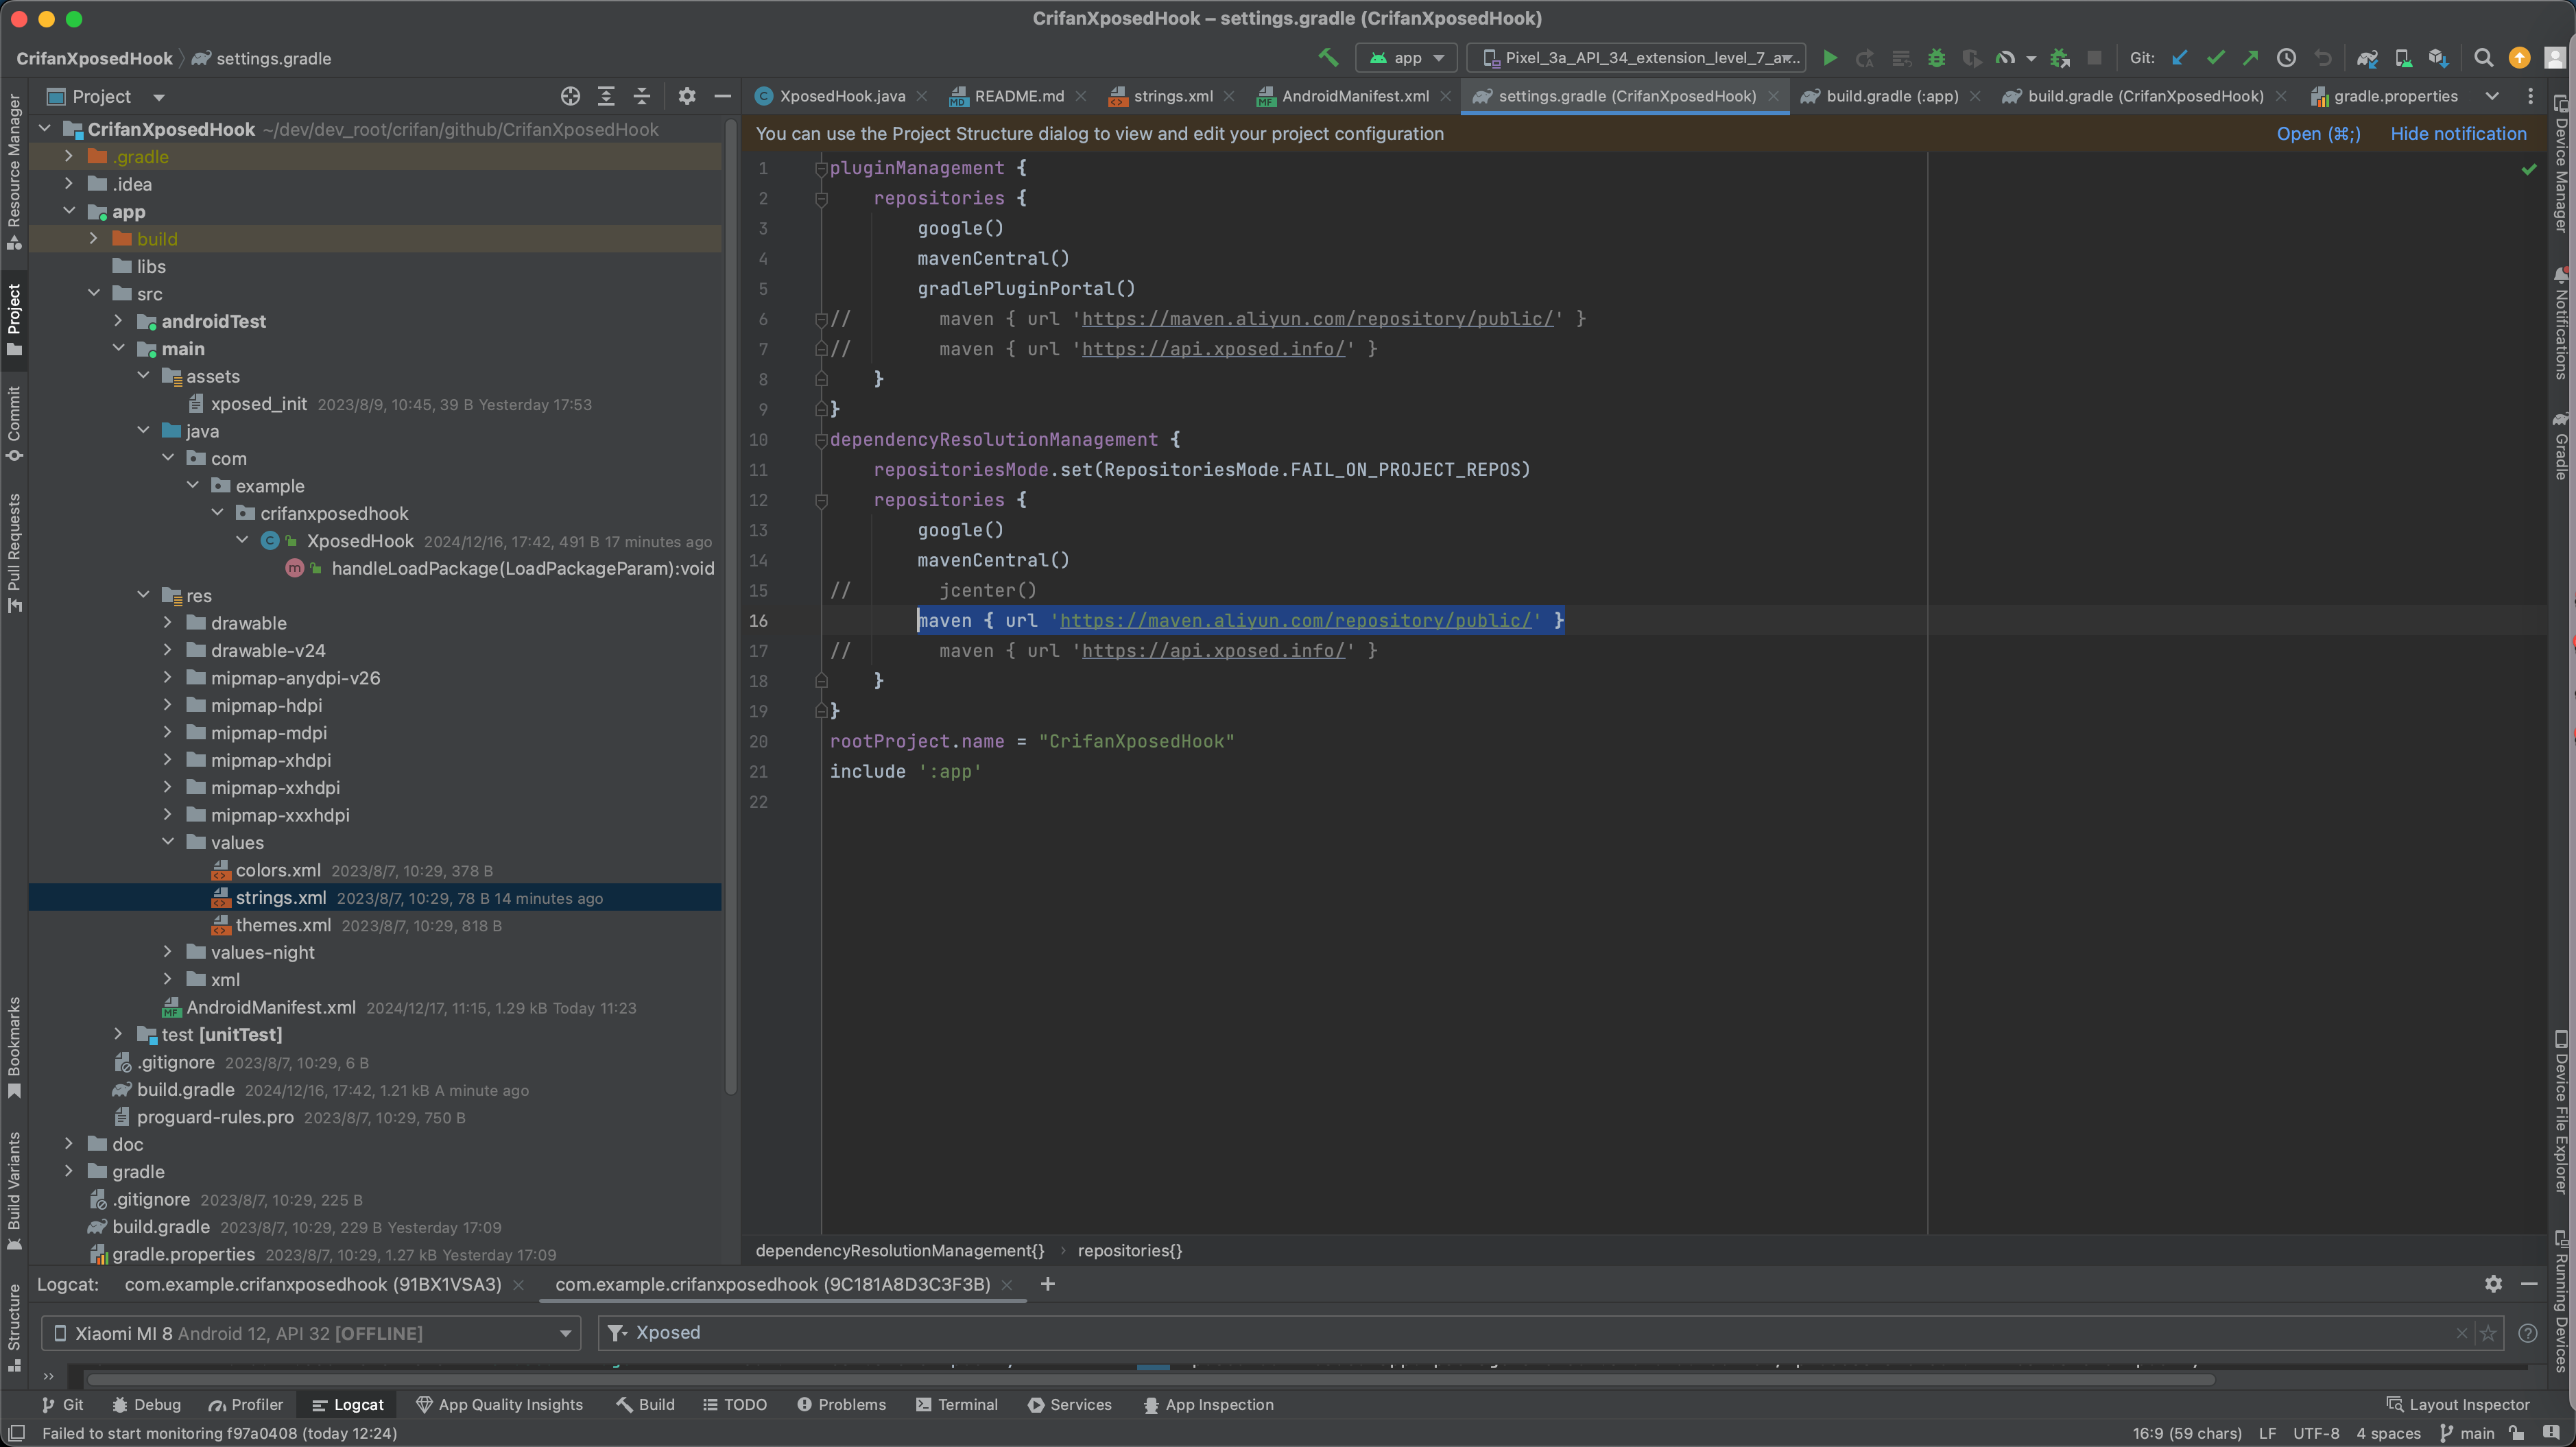 CrifanXposedHook – settings.gradle (CrifanXposedHook)
CrifanXposedHook
settings.gradle
app
Pixel_3a_API_34_extension_level_7_ar...
Git:
Project
XposedHook.java
README.md
strings.xml
AndroidManifest.xml
settings.gradle (CrifanXposedHook)
build.gradle (:app)
build.gradle (CrifanXposedHook)
gradle.properties
Resource Manager
Project
Commit
Pull Requests
Bookmarks
Build Variants
Structure
CrifanXposedHook ~/dev/dev_root/crifan/github/CrifanXposedHook
.gradle
.idea
app
build
libs
src
androidTest
main
assets
xposed_init 2023/8/9, 10:45, 39 B Yesterday 17:53
java
com
example
crifanxposedhook
XposedHook 2024/12/16, 17:42, 491 B 17 minutes ago
handleLoadPackage(LoadPackageParam):void
res
drawable
drawable-v24
mipmap-anydpi-v26
mipmap-hdpi
mipmap-mdpi
mipmap-xhdpi
mipmap-xxhdpi
mipmap-xxxhdpi
values
colors.xml 2023/8/7, 10:29, 378 B
strings.xml 2023/8/7, 10:29, 78 B 14 minutes ago
themes.xml 2023/8/7, 10:29, 818 B
values-night
xml
AndroidManifest.xml 2024/12/17, 11:15, 1.29 kB Today 11:23
test [unitTest]
.gitignore 2023/8/7, 10:29, 6 B
build.gradle 2024/12/16, 17:42, 1.21 kB A minute ago
proguard-rules.pro 2023/8/7, 10:29, 750 B
doc
gradle
.gitignore 2023/8/7, 10:29, 225 B
build.gradle 2023/8/7, 10:29, 229 B Yesterday 17:09
gradle.properties 2023/8/7, 10:29, 1.27 kB Yesterday 17:09
You can use the Project Structure dialog to view and edit your project configuration
Open (⌘;)
Hide notification
1 pluginManagement {
2 repositories {
3 google()
4 mavenCentral()
5 gradlePluginPortal()
6 // maven { url 'https://maven.aliyun.com/repository/public/' }
7 // maven { url 'https://api.xposed.info/' }
8 }
9 }
10 dependencyResolutionManagement {
11 repositoriesMode.set(RepositoriesMode.FAIL_ON_PROJECT_REPOS)
12 repositories {
13 google()
14 mavenCentral()
15 // jcenter()
16 maven { url 'https://maven.aliyun.com/repository/public/' }
17 // maven { url 'https://api.xposed.info/' }
18 }
19 }
20 rootProject.name = "CrifanXposedHook"
21 include ':app'
22
dependencyResolutionManagement{} › repositories{}
Device Manager
Notifications
Gradle
Device File Explorer
Running Devices
Logcat:
com.example.crifanxposedhook (91BX1VSA3)
com.example.crifanxposedhook (9C181A8D3C3F3B)
Xiaomi MI 8 Android 12, API 32 [OFFLINE]
Xposed
Git
Debug
Profiler
Logcat
App Quality Insights
Build
TODO
Problems
Terminal
Services
App Inspection
Layout Inspector
Failed to start monitoring f97a0408 (today 12:24)
16:9 (59 chars)
LF
UTF-8
4 spaces
main